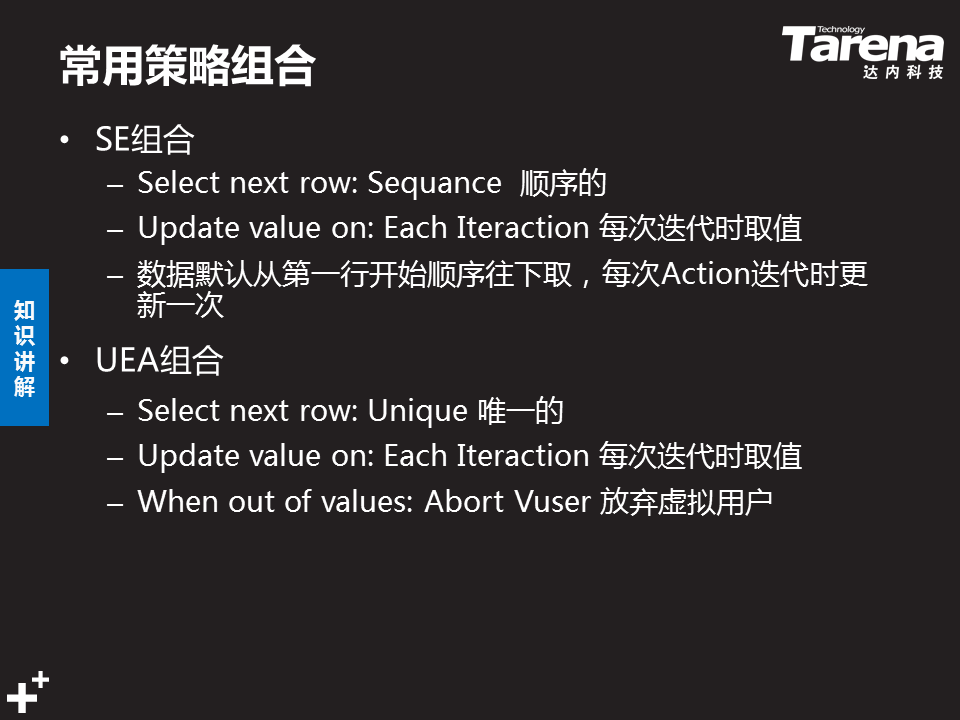 常用策略组合
Technology
Tarena
达内科技
• SE组合
– Select next row: Sequance 顺序的
– Update value on: Each Iteraction 每次迭代时取值
– 数据默认从第一行开始顺序往下取，每次Action迭代时更
新一次
知识讲解
• UEA组合
– Select next row: Unique 唯一的
– Update value on: Each Iteraction 每次迭代时取值
– When out of values: Abort Vuser 放弃虚拟用户